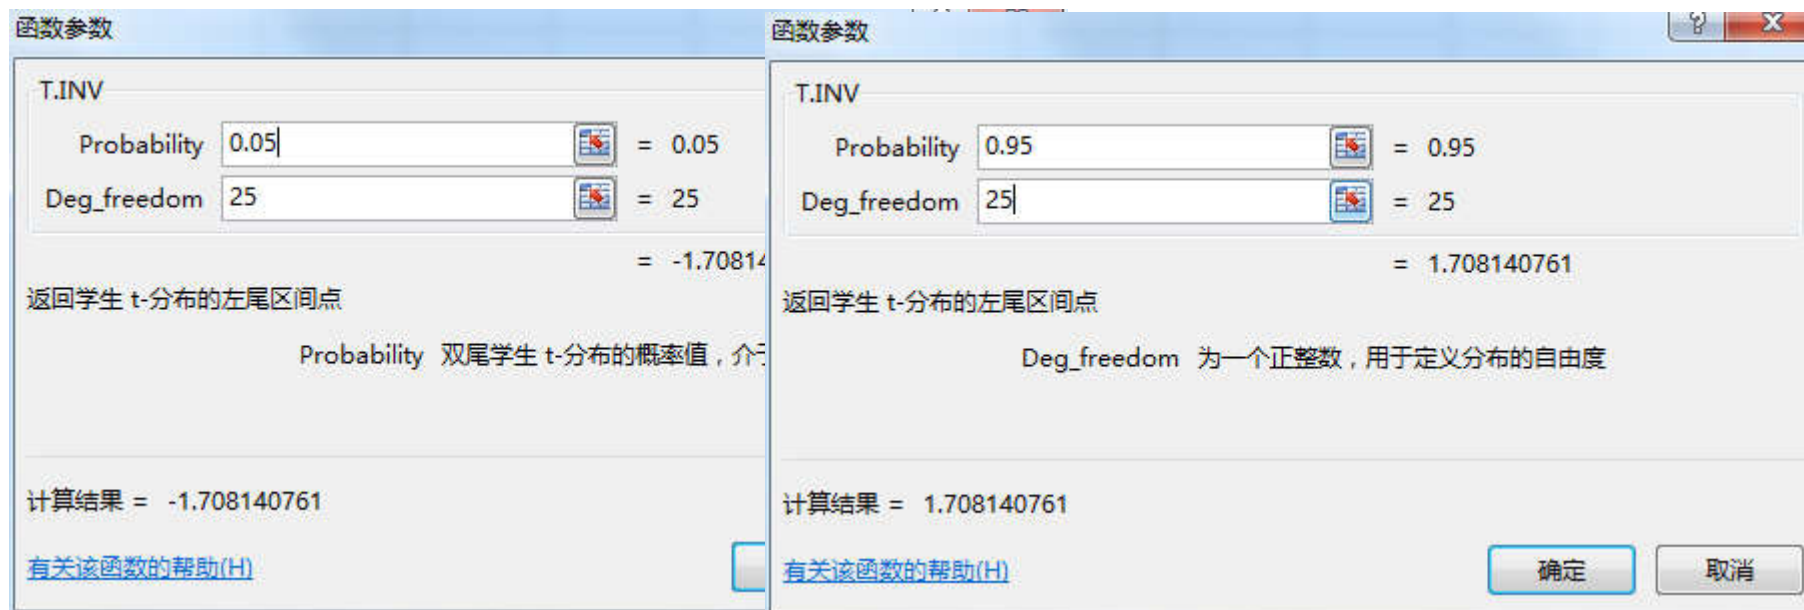 函数参数
T.INV
Probability 0.05 = 0.05
Deg_freedom 25 = 25
= -1.70814
返回学生 t-分布的左尾区间点
Probability 双尾学生 t-分布的概率值，介于
计算结果 = -1.708140761
有关该函数的帮助(H)
函数参数
T.INV
Probability 0.95 = 0.95
Deg_freedom 25 = 25
= 1.708140761
返回学生 t-分布的左尾区间点
Deg_freedom 为一个正整数，用于定义分布的自由度
计算结果 = 1.708140761
有关该函数的帮助(H)
确定 取消